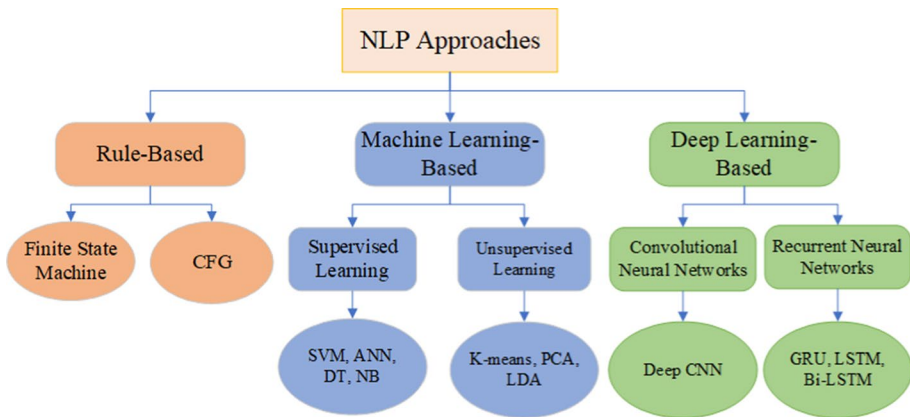 NLP Approaches
Rule-Based
Machine Learning-
Based
Deep Learning-
Based
Finite State
Machine
CFG
Supervised
Learning
Unsupervised
Learning
Convolutional
Neural Networks
Recurrent Neural
Networks
SVM, ANN,
DT, NB
K-means, PCA,
LDA
Deep CNN
GRU, LSTM,
Bi-LSTM